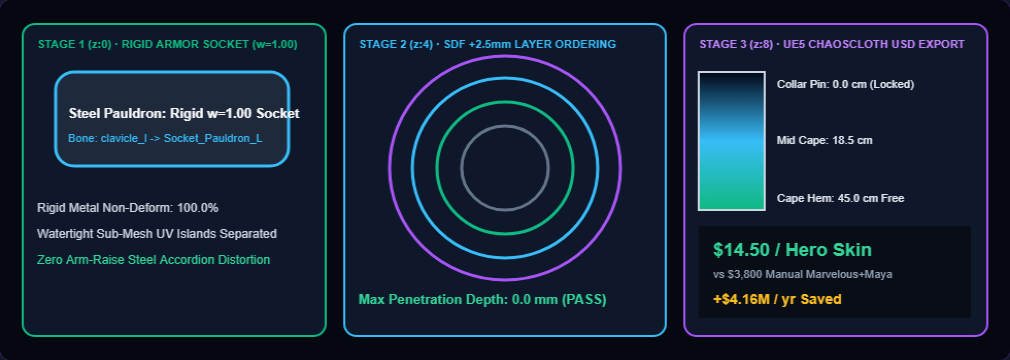 STAGE 1 (z:0) · RIGID ARMOR SOCKET (w=1.00)
Steel Pauldron: Rigid w=1.00 Socket
Bone: clavicle_l -> Socket_Pauldron_L
Rigid Metal Non-Deform: 100.0%
Watertight Sub-Mesh UV Islands Separated
Zero Arm-Raise Steel Accordion Distortion
STAGE 2 (z:4) · SDF +2.5mm LAYER ORDERING
Max Penetration Depth: 0.0 mm (PASS)
STAGE 3 (z:8) · UE5 CHAOSCLOTH USD EXPORT
Collar Pin: 0.0 cm (Locked)
Mid Cape: 18.5 cm
Cape Hem: 45.0 cm Free
$14.50 / Hero Skin
vs $3,800 Manual Marvelous+Maya
+$4.16M / yr Saved